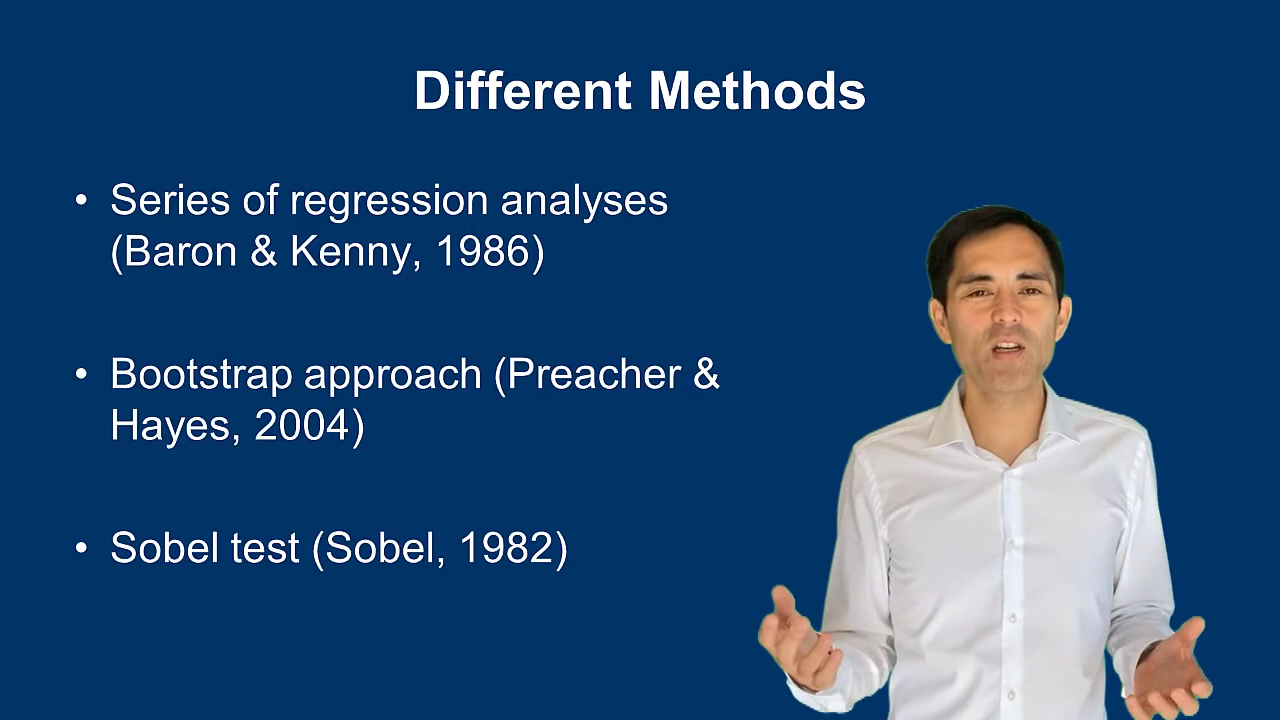 Different Methods
• Series of regression analyses
(Baron & Kenny, 1986)
• Bootstrap approach (Preacher &
Hayes, 2004)
• Sobel test (Sobel, 1982)